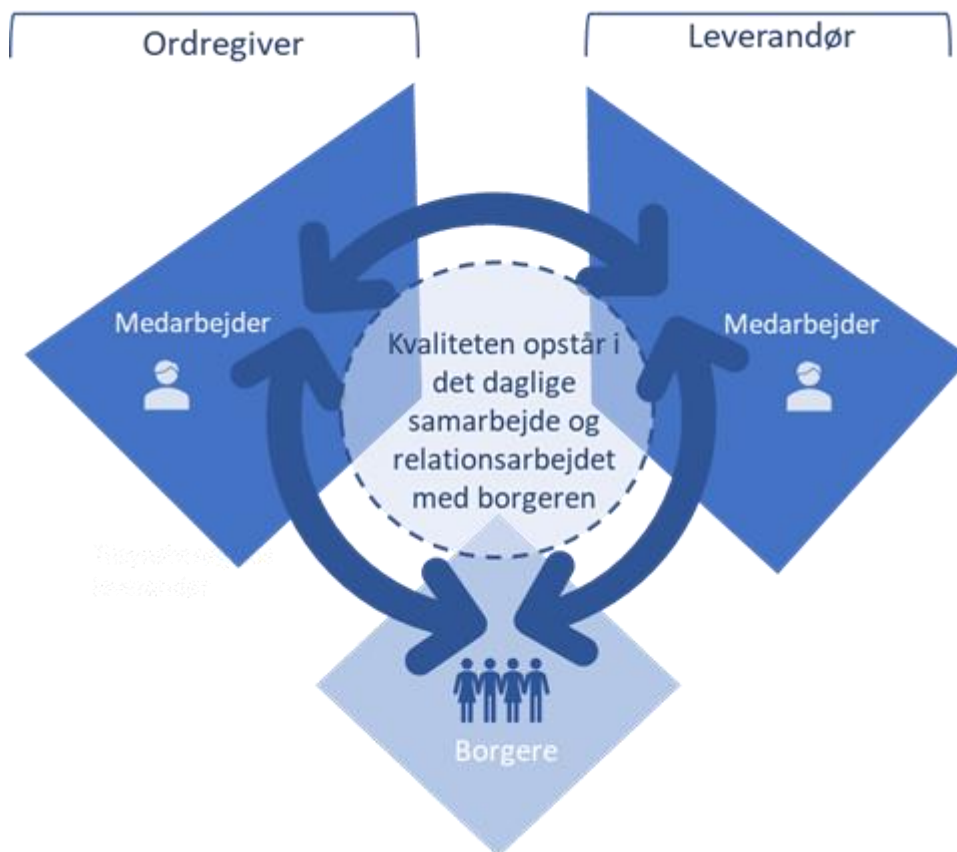 Ordregiver
Leverandør
Medarbejder
Medarbejder
Kvaliteten opstår i
det daglige
samarbejde og
relationsarbejdet
med borgeren
Borgere